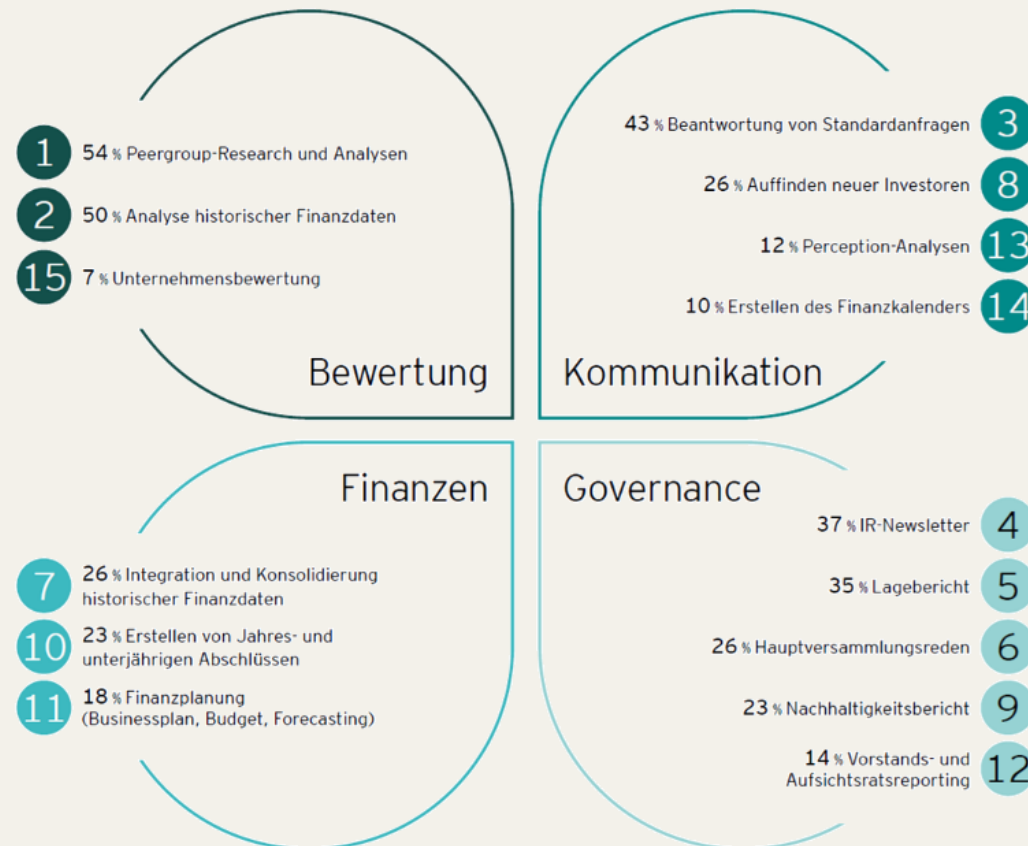 1
54 % Peergroup-Research und Analysen
2
50 % Analyse historischer Finanzdaten
15
7 % Unternehmensbewertung
Bewertung
43 % Beantwortung von Standardanfragen
3
26 % Auffinden neuer Investoren
8
12 % Perception-Analysen
13
10 % Erstellen des Finanzkalenders
14
Kommunikation
Finanzen
7
26 % Integration und Konsolidierung
historischer Finanzdaten
10
23 % Erstellen von Jahres- und
unterjährigen Abschlüssen
11
18 % Finanzplanung
(Businessplan, Budget, Forecasting)
Governance
37 % IR-Newsletter
4
35 % Lagebericht
5
26 % Hauptversammlungsreden
6
23 % Nachhaltigkeitsbericht
9
14 % Vorstands- und
Aufsichtsratsreporting
12